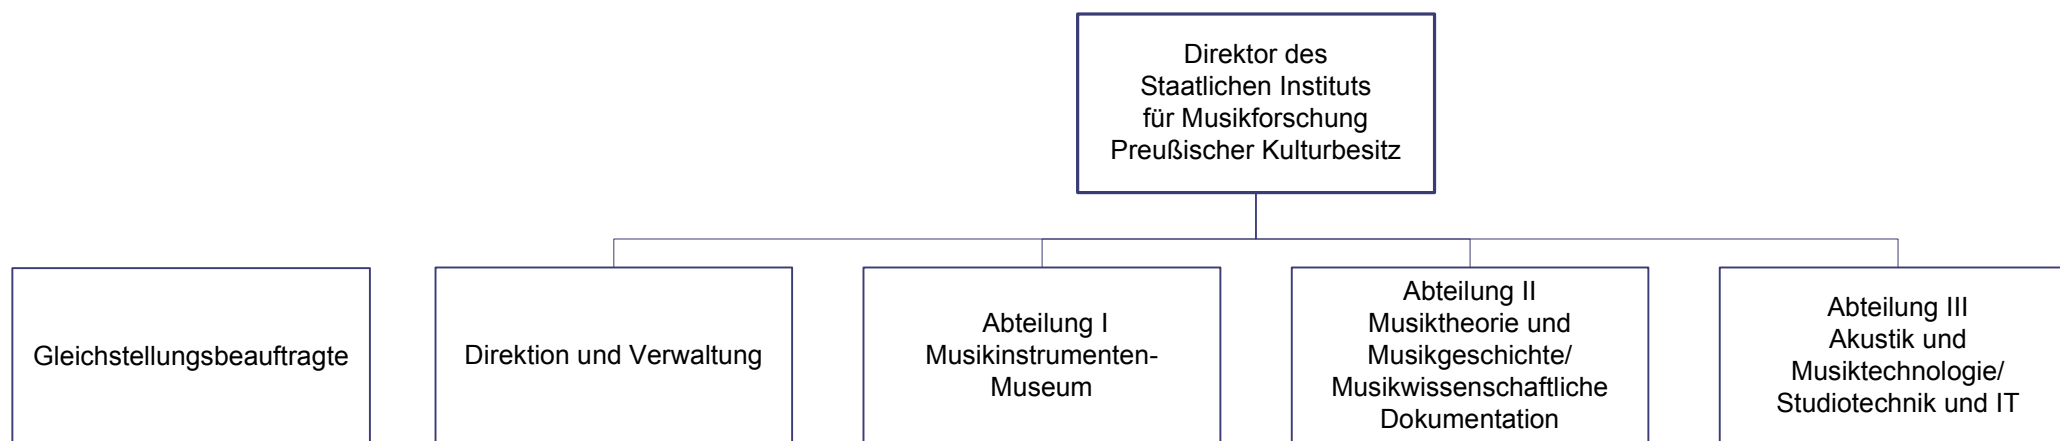 Direktor des
Staatlichen Instituts
für Musikforschung
Preußischer Kulturbesitz
Gleichstellungsbeauftragte
Direktion und Verwaltung
Abteilung I
Musikinstrumenten-
Museum
Abteilung II
Musiktheorie und
Musikgeschichte/
Musikwissenschaftliche
Dokumentation
Abteilung III
Akustik und
Musiktechnologie/
Studiotechnik und IT